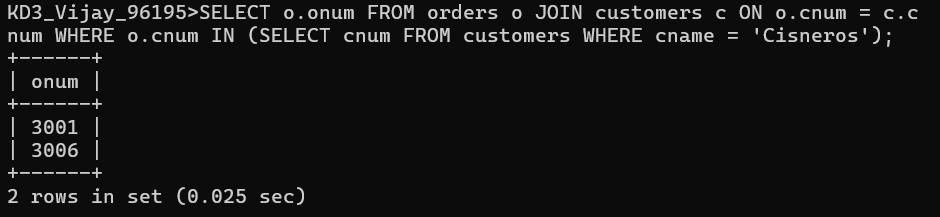 KD3_Vijay_96195>SELECT o.onum FROM orders o JOIN customers c ON o.cnum = c.c
num WHERE o.cnum IN (SELECT cnum FROM customers WHERE cname = 'Cisneros');
+------+
| onum |
+------+
| 3001 |
| 3006 |
+------+
2 rows in set (0.025 sec)